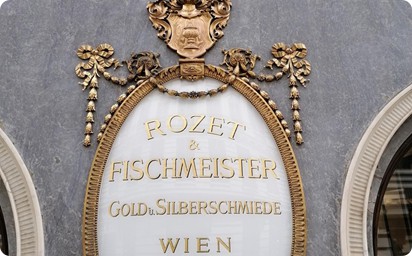 ROZET
&
FISCHMEISTER
GOLD u. SILBERSCHMIEDE
WIEN